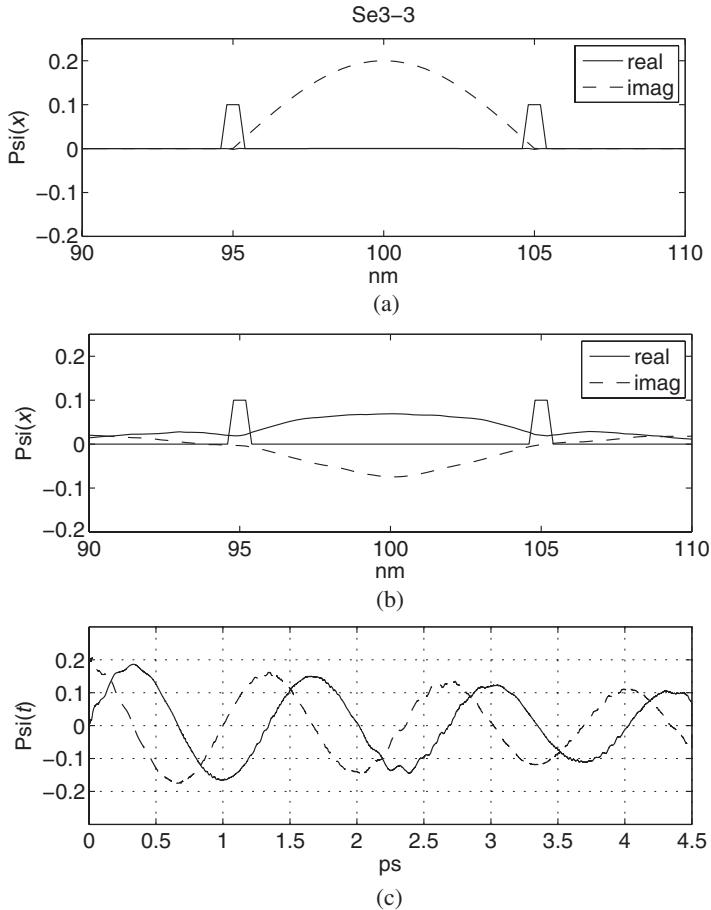 Se3–3
real
imag
Psi(x)
0.2
0.1
0
−0.1
−0.2
90 95 100 105 110
nm
(a)
real
imag
Psi(x)
0.2
0.1
0
−0.1
−0.2
90 95 100 105 110
nm
(b)
Psi(t)
0.2
0.1
0
−0.1
−0.2
0 0.5 1 1.5 2 2.5 3 3.5 4 4.5
ps
(c)